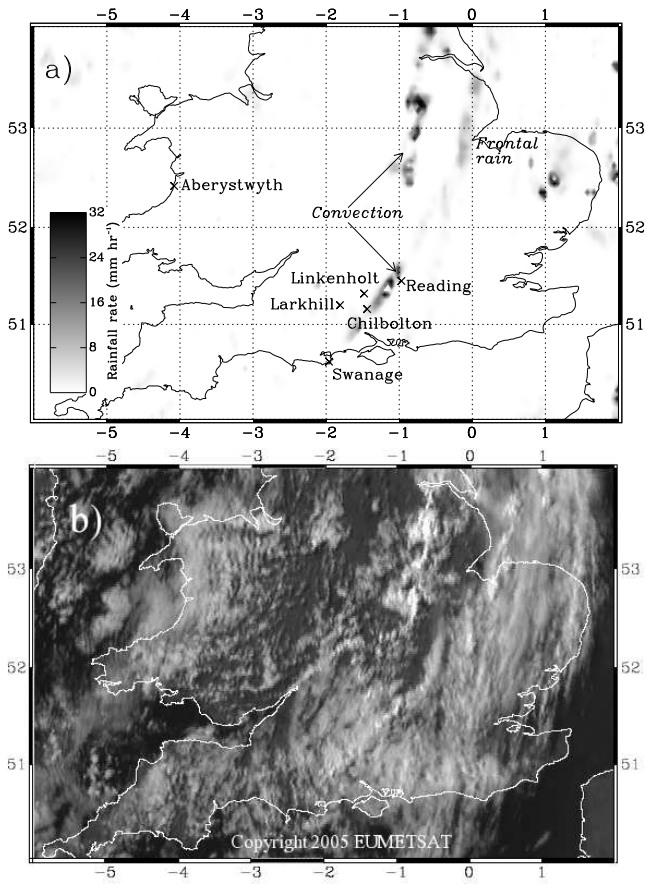 -5 -4 -3 -2 -1 0 1
a)
53
53
Frontal
rain
Aberystwyth
Convection
52
52
32
24
16
8
0
Rainfall rate (mm hr⁻¹)
Linkenholt
Reading
Larkhill
Chilbolton
51
51
Swanage
-5 -4 -3 -2 -1 0 1
-5 -4 -3 -2 -1 0 1
b)
53
53
52
52
51
51
Copyright 2005 EUMETSAT
-5 -4 -3 -2 -1 0 1